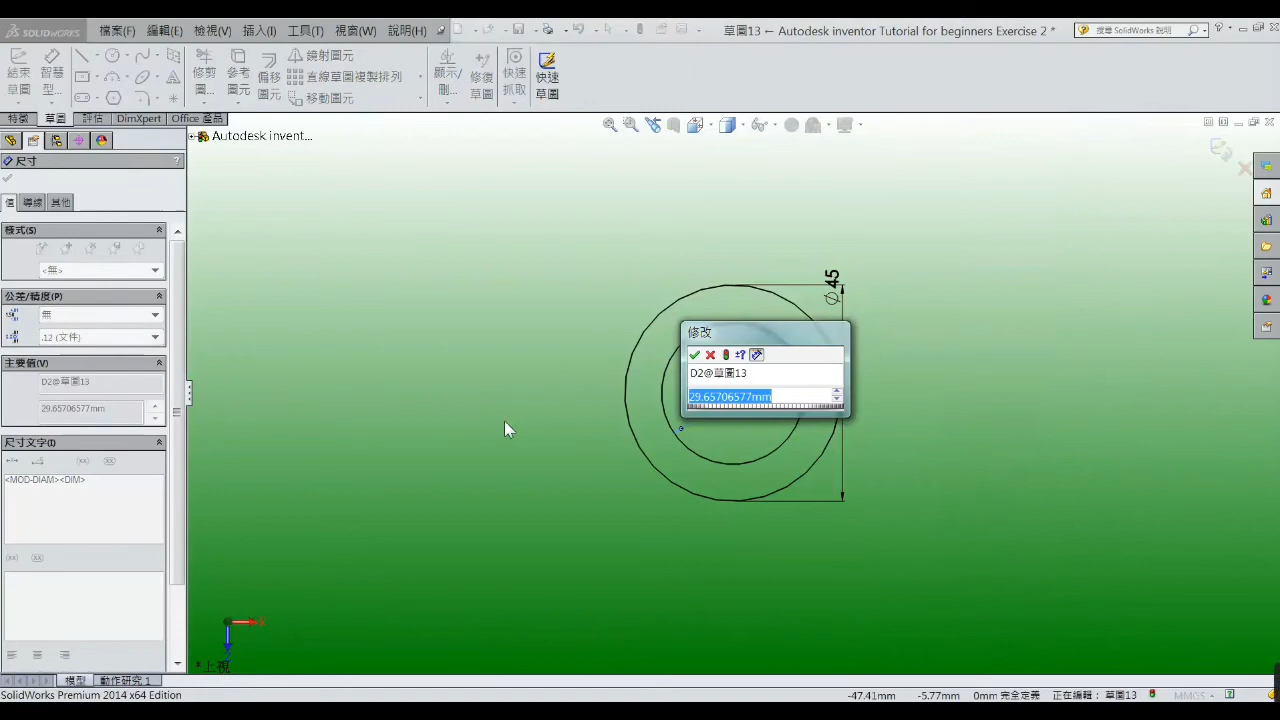 SOLIDWORKS 檔案(F) 編輯(E) 檢視(V) 插入(I) 工具(T) 視窗(W) 說明(H) 草圖13 ← Autodesk inventor Tutorial for beginners Exercise 2 * 搜尋 SolidWorks 說明
結束草圖
智慧型...
修剪圖...
參考圖元
偏移圖元
鏡射圖元
直線草圖複製排列
移動圖元
顯示/刪...
修復草圖
快速抓取
快速草圖
特徵 草圖 評估 DimXpert Office 產品
Autodesk invent...
尺寸 ?
值 導線 其他
樣式(S)
<無>
公差/精度(P)
無
.12 (文件)
主要值(V)
D2@草圖13
29.65706577mm
尺寸文字(I)
<MOD-DIAM><DIM>
∅45
修改
D2@草圖13
29.65706577mm
X
*上視
模型 動作研究 1
SolidWorks Premium 2014 x64 Edition -47.41mm -5.77mm 0mm 完全定義 正在編輯： 草圖13 MMGS